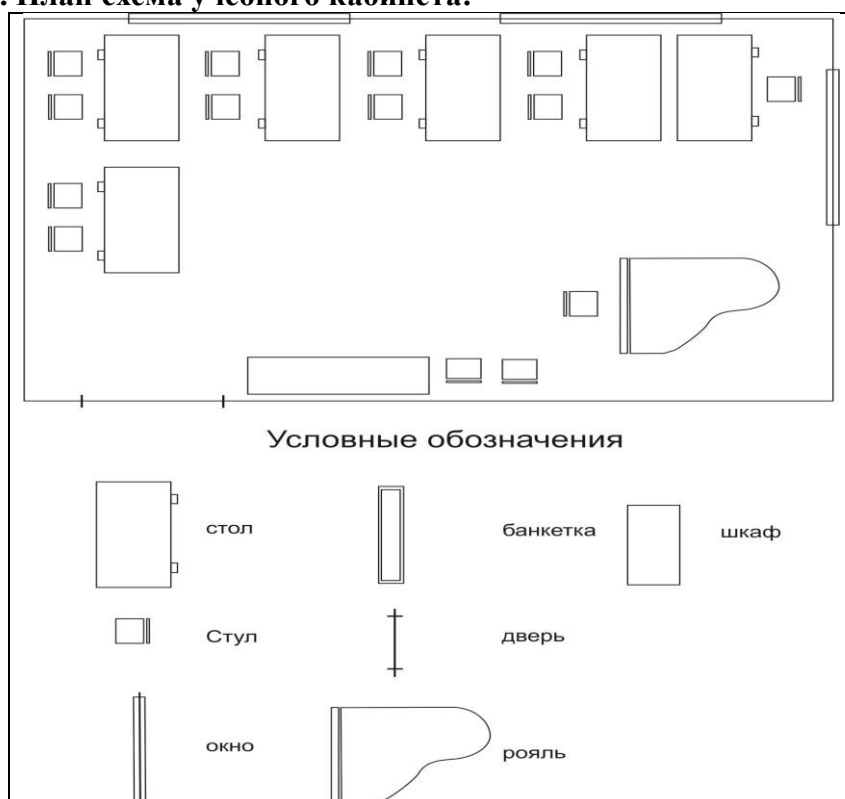 . План схема учебного кабинета.
Условные обозначения
стол
банкетка
шкаф
Стул
дверь
окно
рояль